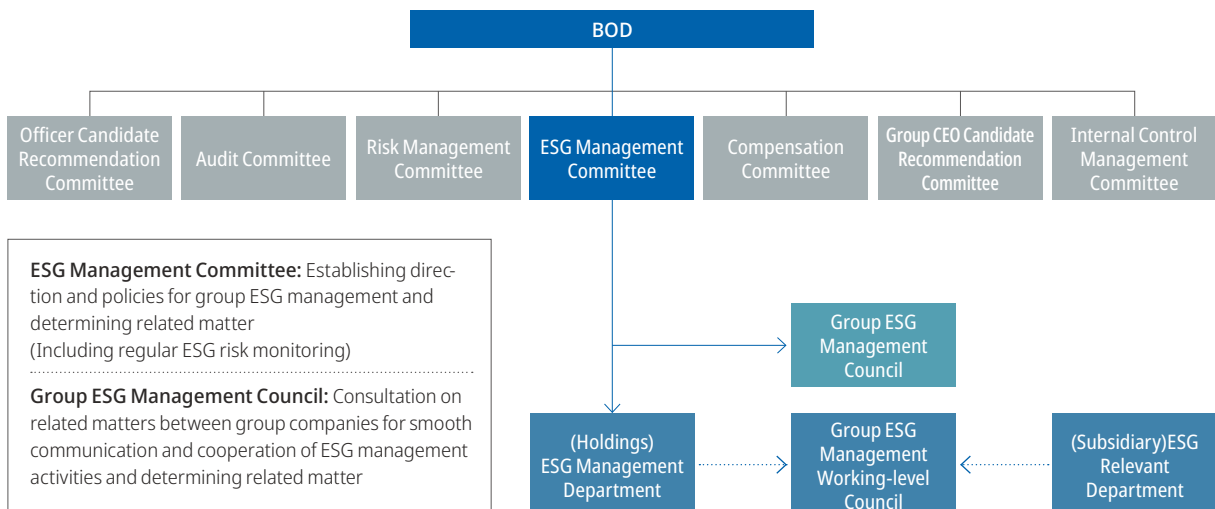 BOD
Officer Candidate
Recommendation
Committee
Audit Committee
Risk Management
Committee
ESG Management
Committee
Compensation
Committee
Group CEO Candidate
Recommendation
Committee
Internal Control
Management
Committee
ESG Management Committee: Establishing direc-
tion and policies for group ESG management and
determining related matter
(Including regular ESG risk monitoring)
Group ESG Management Council: Consultation on
related matters between group companies for smooth
communication and cooperation of ESG management
activities and determining related matter
Group ESG
Management
Council
(Holdings)
ESG Management
Department
Group ESG
Management
Working-level
Council
(Subsidiary)ESG
Relevant
Department